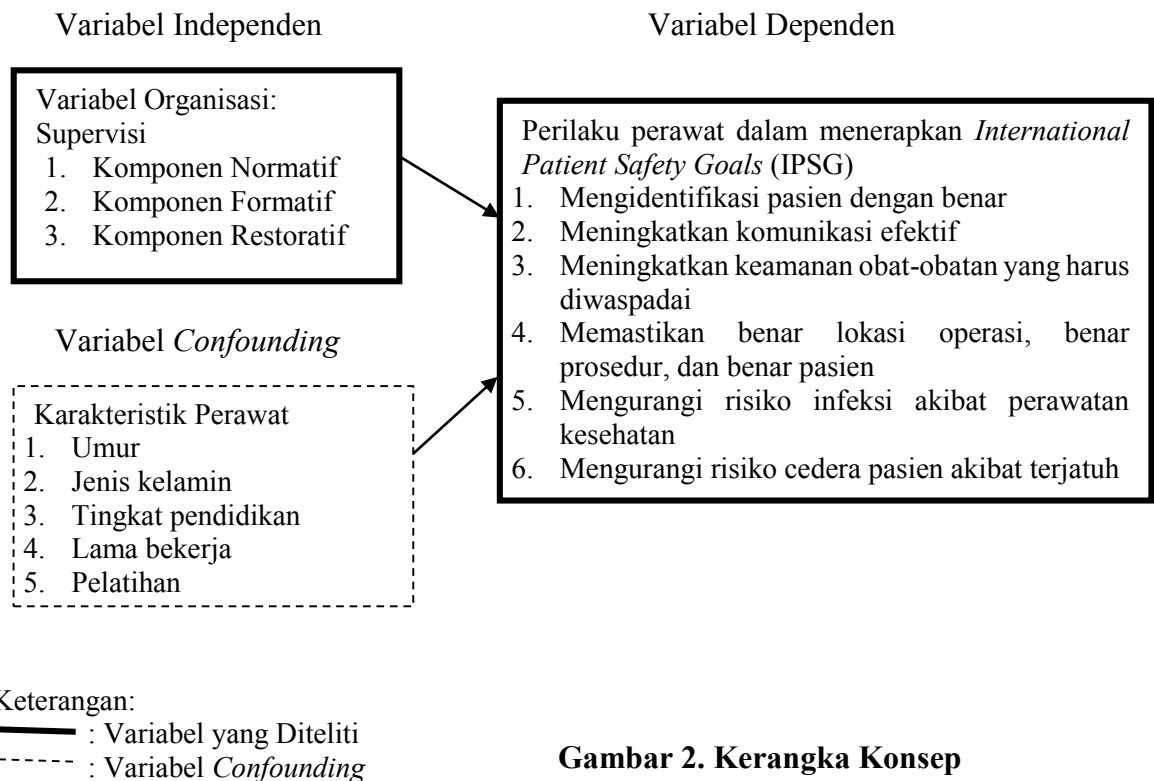 Variabel Independen
Variabel Organisasi:
Supervisi
1. Komponen Normatif
2. Komponen Formatif
3. Komponen Restoratif
Variabel Confounding
Karakteristik Perawat
1. Umur
2. Jenis kelamin
3. Tingkat pendidikan
4. Lama bekerja
5. Pelatihan
Variabel Dependen
Perilaku perawat dalam menerapkan International
Patient Safety Goals (IPSG)
1. Mengidentifikasi pasien dengan benar
2. Meningkatkan komunikasi efektif
3. Meningkatkan keamanan obat-obatan yang harus
diwaspadai
4. Memastikan benar lokasi operasi, benar
prosedur, dan benar pasien
5. Mengurangi risiko infeksi akibat perawatan
kesehatan
6. Mengurangi risiko cedera pasien akibat terjatuh
Keterangan:
: Variabel yang Diteliti
: Variabel Confounding
Gambar 2. Kerangka Konsep